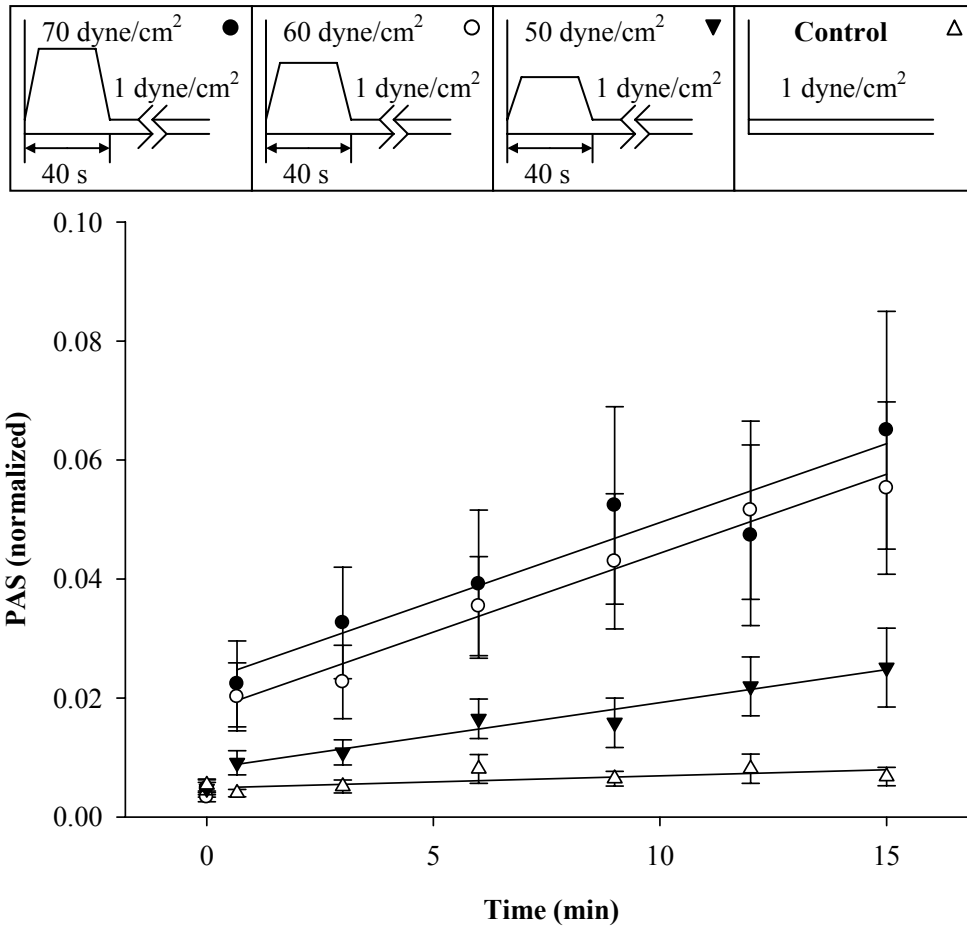 70 dyne/cm²
1 dyne/cm²
40 s
60 dyne/cm²
1 dyne/cm²
40 s
50 dyne/cm²
1 dyne/cm²
40 s
Control
1 dyne/cm²
0.10
0.08
0.06
0.04
0.02
0.00
PAS (normalized)
0
5
10
15
Time (min)